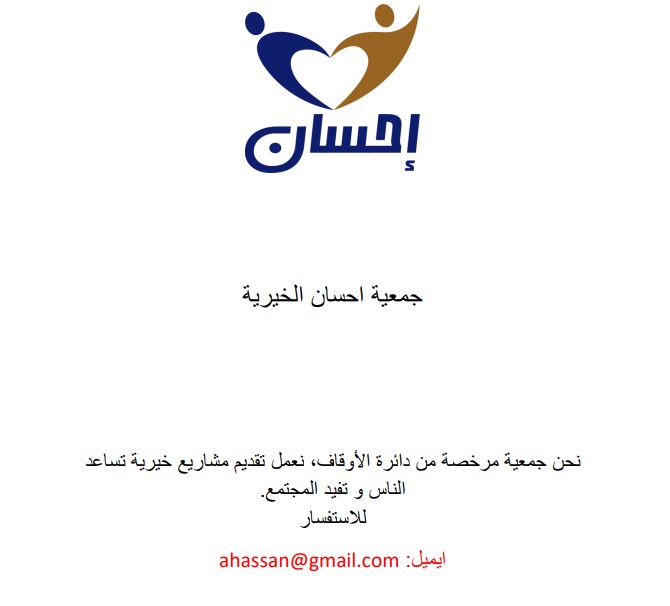 إحسان
جمعية احسان الخيرية
نحن جمعية مرخصة من دائرة الأوقاف، نعمل تقديم مشاريع خيرية تساعد
الناس و تفيد المجتمع.
للاستفسار
ايميل: ahassan@gmail.com